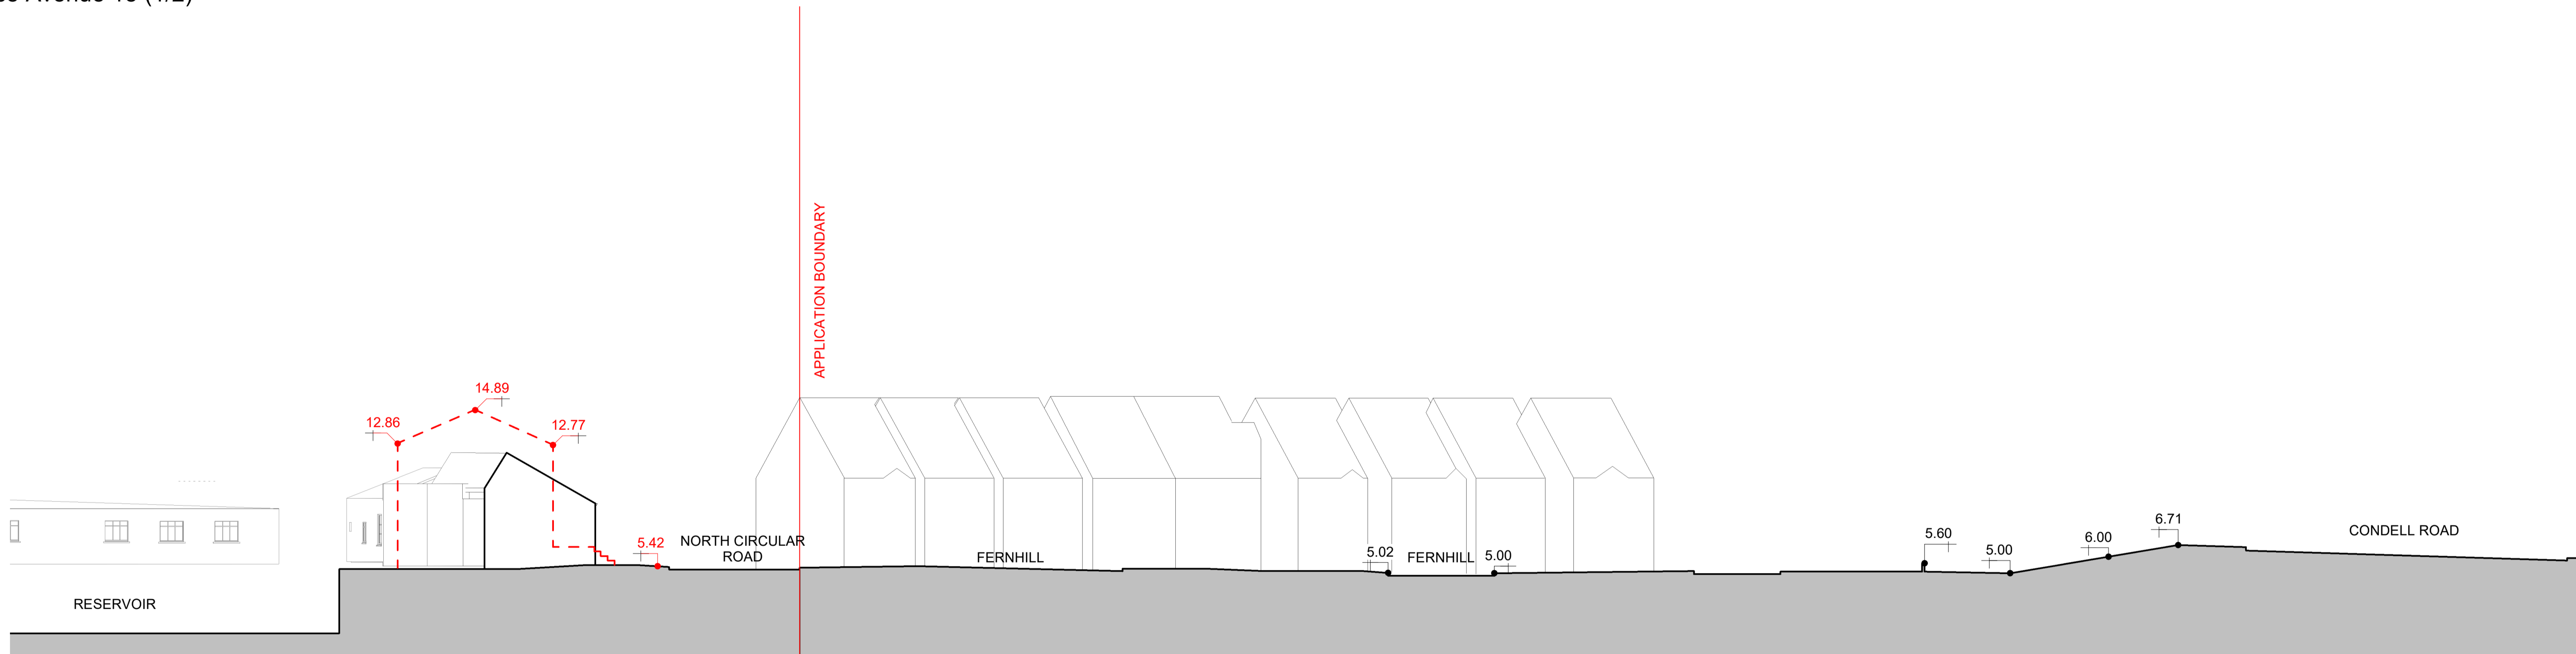 Avenue
APPLICATION BOUNDARY
14.89
12.86
12.77
5.42
NORTH CIRCULAR
ROAD
FERNHILL
5.02
FERNHILL
5.00
5.60
5.00
6.00
6.71
CONDELL ROAD
RESERVOIR